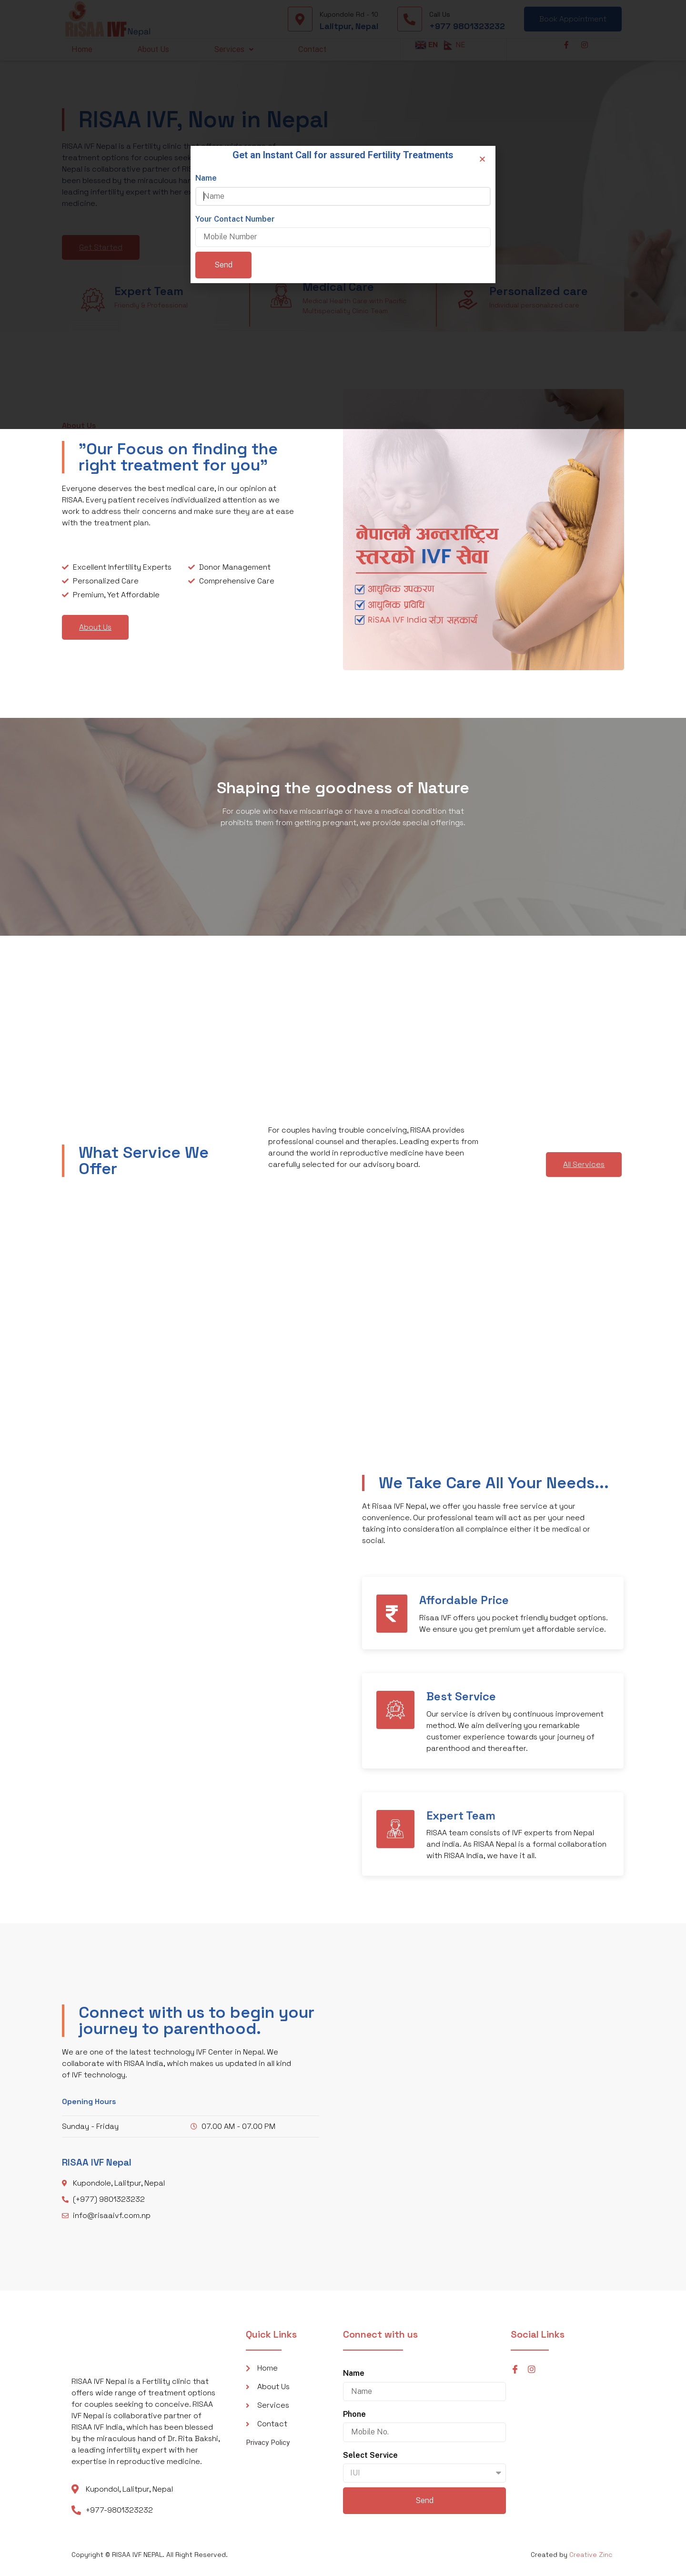 RISAA IVF Nepal
Kupondole Rd - 10
Lalitpur, Nepal
Call Us
+977 9801323232
Book Appointment
Home
About Us
Services
Contact
EN
NE
RISAA IVF, Now in Nepal
RISAA IVF Nepal is a Fertility clinic
treatment options for couples
Nepal is collaborative partner of
been blessed by the miraculous
leading infertility expert with her
medicine.
Get Started
Get an Instant Call for assured Fertility Treatments
×
Name
Name
Your Contact Number
Mobile Number
Send
Expert Team
Medical Care
Personalized care
About Us
"Our Focus on finding the
right treatment for you"
Everyone deserves the best medical care, in our opinion at
RISAA. Every patient receives individualized attention as we
work to address their concerns and make sure they are at ease
with the treatment plan.
Excellent Infertility Experts
Donor Management
Personalized Care
Comprehensive Care
Premium, Yet Affordable
About Us
नेपालमै अन्तराष्ट्रिय
स्तरको IVF सेवा
आधुनिक उपकरण
आधुनिक प्रविधि
RiSAA IVF India संग सहकार्य
Shaping the goodness of Nature
For couple who have miscarriage or have a medical condition that
prohibits them from getting pregnant, we provide special offerings.
What Service We
Offer
For couples having trouble conceiving, RISAA provides
professional counsel and therapies. Leading experts from
around the world in reproductive medicine have been
carefully selected for our advisory board.
All Services
We Take Care All Your Needs...
At Risaa IVF Nepal, we offer you hassle free service at your
convenience. Our professional team will act as per your need
taking into consideration all complaince either it be medical or
social.
Affordable Price
Risaa IVF offers you pocket friendly budget options.
We ensure you get premium yet affordable service.
Best Service
Our service is driven by continuous improvement
method. We aim delivering you remarkable
customer experience towards your journey of
parenthood and thereafter.
Expert Team
RISAA team consists of IVF experts from Nepal
and india. As RISAA Nepal is a formal collaboration
with RISAA India, we have it all.
Connect with us to begin your
journey to parenthood.
We are one of the latest technology IVF Center in Nepal. We
collaborate with RISAA India, which makes us updated in all kind
of IVF technology.
Opening Hours
Sunday - Friday
07.00 AM - 07.00 PM
RISAA IVF Nepal
Kupondole, Lalitpur, Nepal
(+977) 9801323232
info@risaaivf.com.np
RISAA IVF Nepal is a Fertility clinic that
offers wide range of treatment options
for couples seeking to conceive. RISAA
IVF Nepal is collaborative partner of
RISAA IVF India, which has been blessed
by the miraculous hand of Dr. Rita Bakshi,
a leading infertility expert with her
expertise in reproductive medicine.
Kupondol, Lalitpur, Nepal
+977-9801323232
Quick Links
Home
About Us
Services
Contact
Privacy Policy
Connect with us
Name
Name
Phone
Mobile No.
Select Service
IUI
Send
Social Links
Copyright © RISAA IVF NEPAL. All Right Reserved.
Created by Creative Zinc